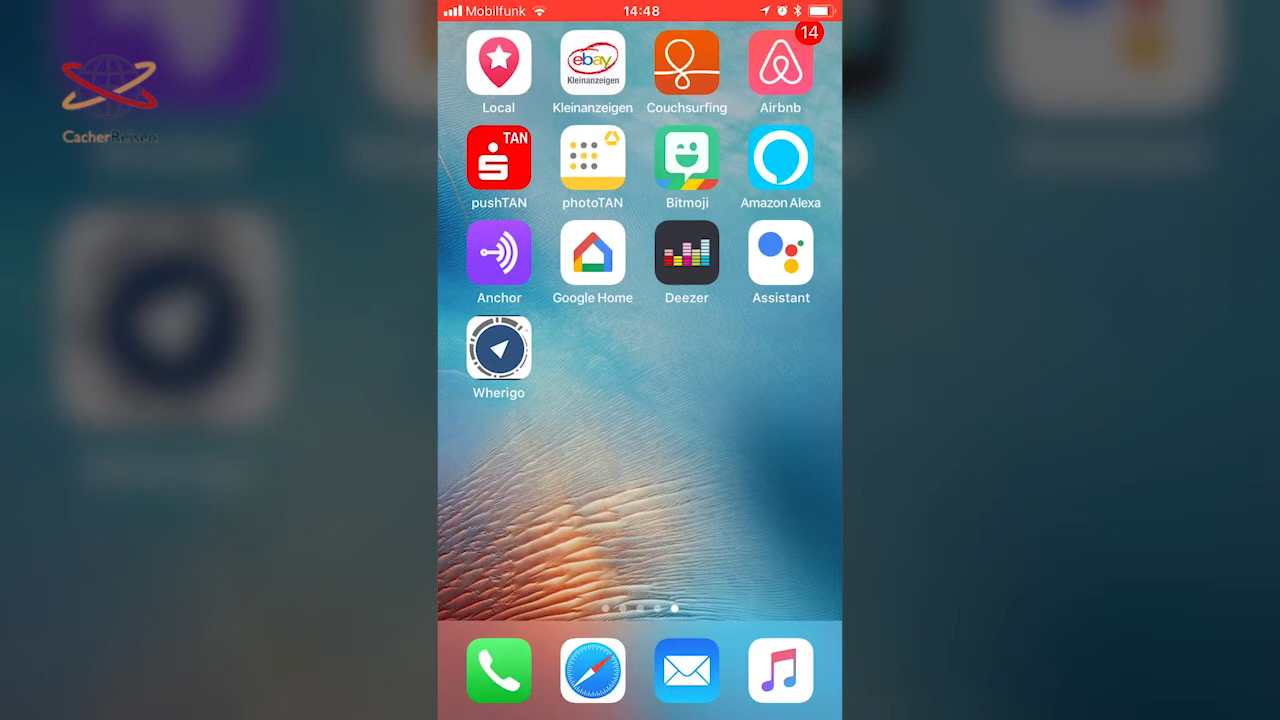 Mobilfunk 14:48
14
CacherReisen
Local Kleinanzeigen Couchsurfing Airbnb
ebay
Kleinanzeigen
TAN
pushTAN photoTAN Bitmoji Amazon Alexa
Anchor Google Home Deezer Assistant
Wherigo